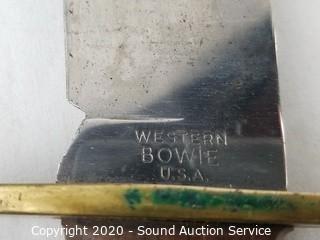 WESTERN
BOWIE
U.S.A.
Copyright © 2020 - Sound Auction Service